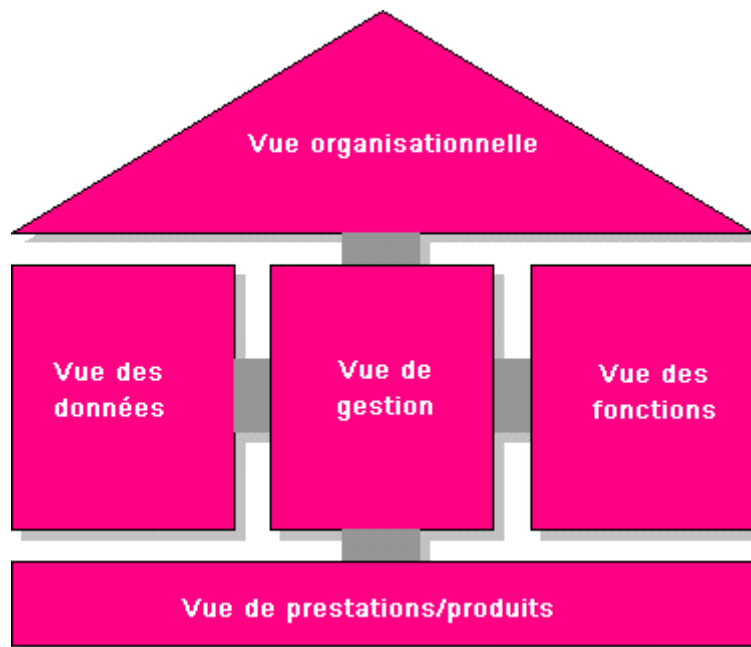 Vue organisationnelle
Vue des
données
Vue de
gestion
Vue des
fonctions
Vue de prestations/produits